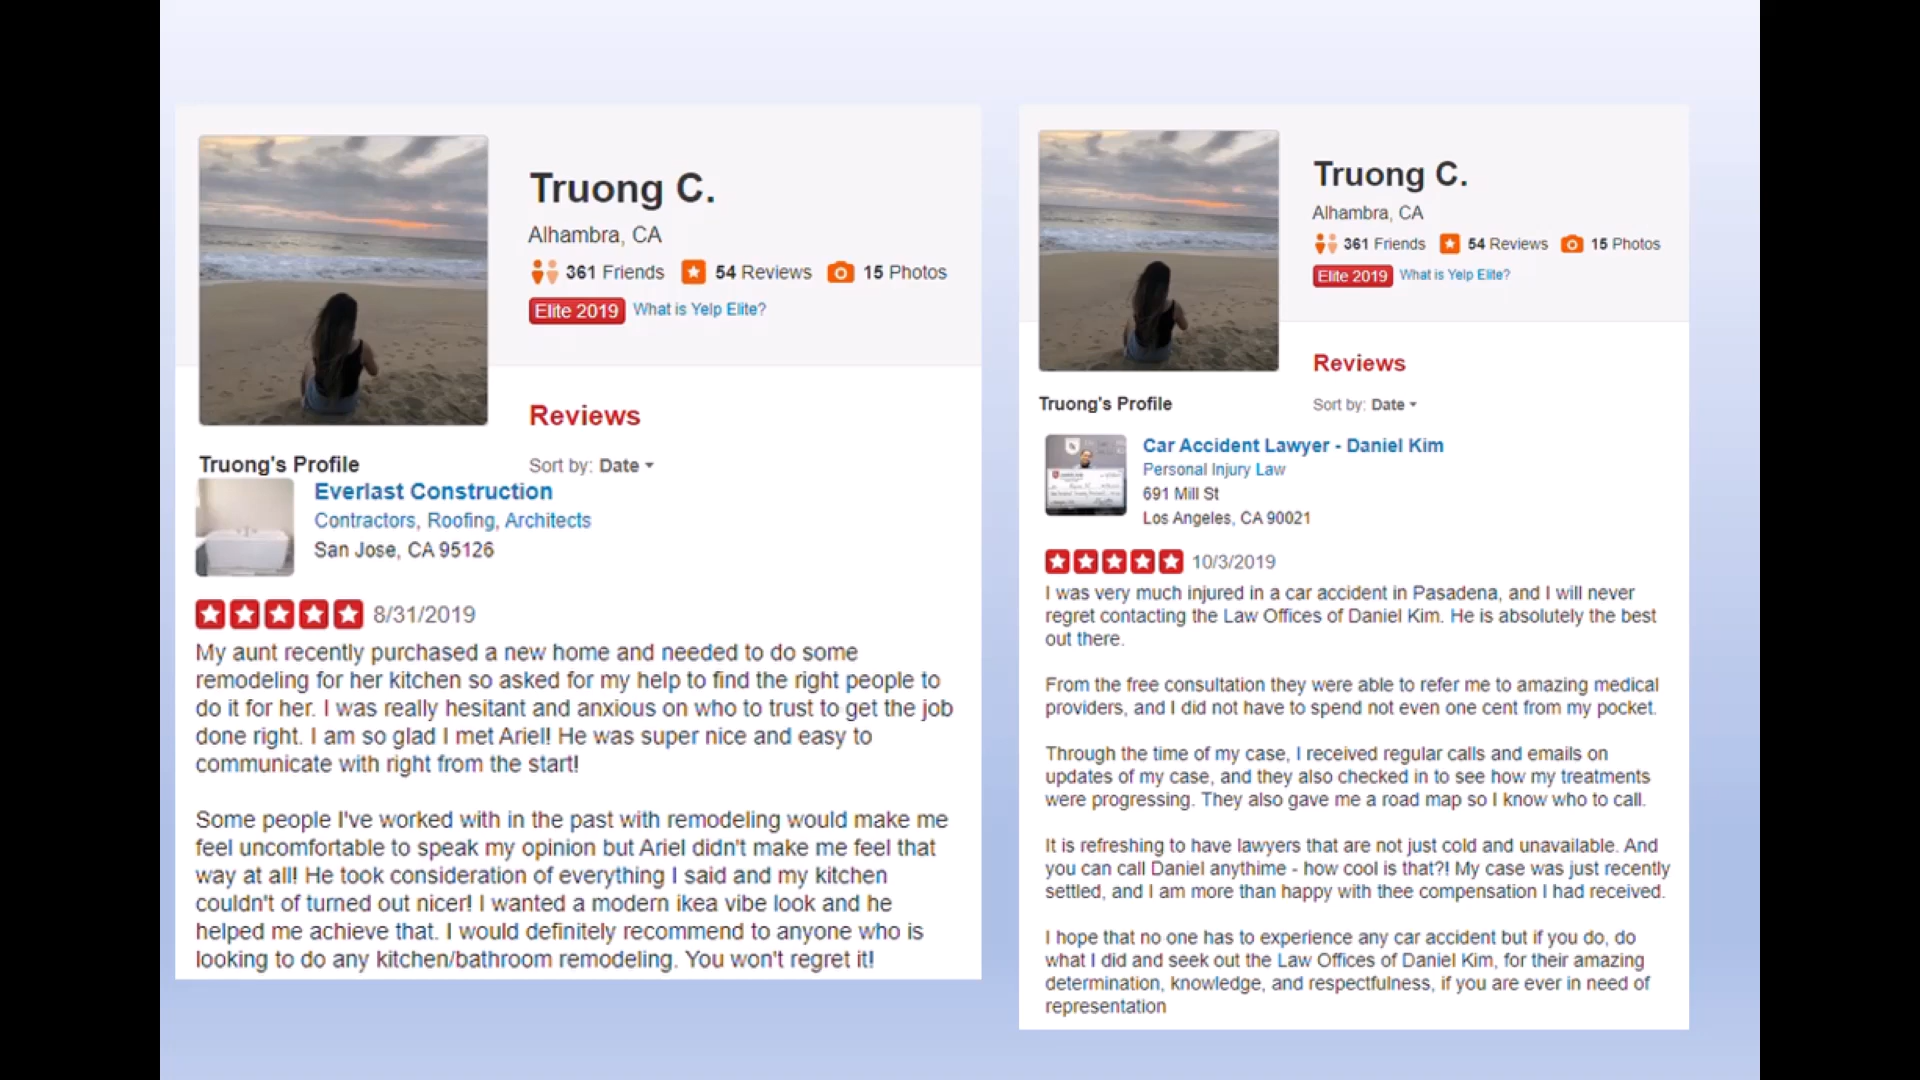 Truong C.
Alhambra, CA
361 Friends 54 Reviews 15 Photos
Elite 2019 What is Yelp Elite?
Reviews
Truong's Profile
Sort by: Date
Everlast Construction
Contractors, Roofing, Architects
San Jose, CA 95126
8/31/2019
My aunt recently purchased a new home and needed to do some
remodeling for her kitchen so asked for my help to find the right people to
do it for her. I was really hesitant and anxious on who to trust to get the job
done right. I am so glad I met Ariel! He was super nice and easy to
communicate with right from the start!
Some people I've worked with in the past with remodeling would make me
feel uncomfortable to speak my opinion but Ariel didn't make me feel that
way at all! He took consideration of everything I said and my kitchen
couldn't of turned out nicer! I wanted a modern ikea vibe look and he
helped me achieve that. I would definitely recommend to anyone who is
looking to do any kitchen/bathroom remodeling. You won't regret it!
Truong C.
Alhambra, CA
361 Friends 54 Reviews 15 Photos
Elite 2019 What is Yelp Elite?
Reviews
Truong's Profile
Sort by: Date
Car Accident Lawyer - Daniel Kim
Personal Injury Law
691 Mill St
Los Angeles, CA 90021
10/3/2019
I was very much injured in a car accident in Pasadena, and I will never
regret contacting the Law Offices of Daniel Kim. He is absolutely the best
out there.
From the free consultation they were able to refer me to amazing medical
providers, and I did not have to spend not even one cent from my pocket.
Through the time of my case, I received regular calls and emails on
updates of my case, and they also checked in to see how my treatments
were progressing. They also gave me a road map so I know who to call.
It is refreshing to have lawyers that are not just cold and unavailable. And
you can call Daniel anythime - how cool is that?! My case was just recently
settled, and I am more than happy with thee compensation I had received.
I hope that no one has to experience any car accident but if you do, do
what I did and seek out the Law Offices of Daniel Kim, for their amazing
determination, knowledge, and respectfulness, if you are ever in need of
representation